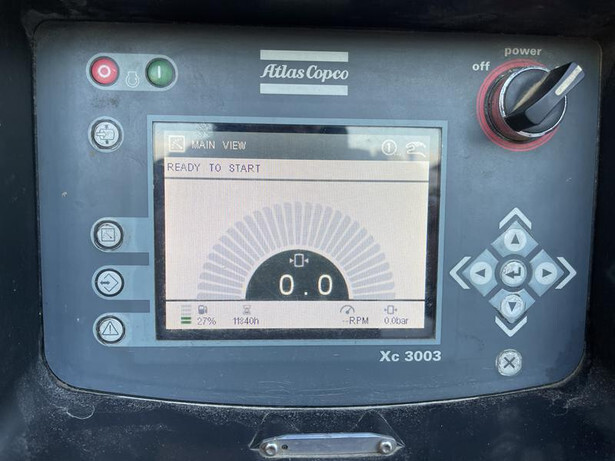 power
off
Atlas Copco
MAIN VIEW
READY TO START
0.0
27%
11840h
--RPM
0.0bar
Xc 3003